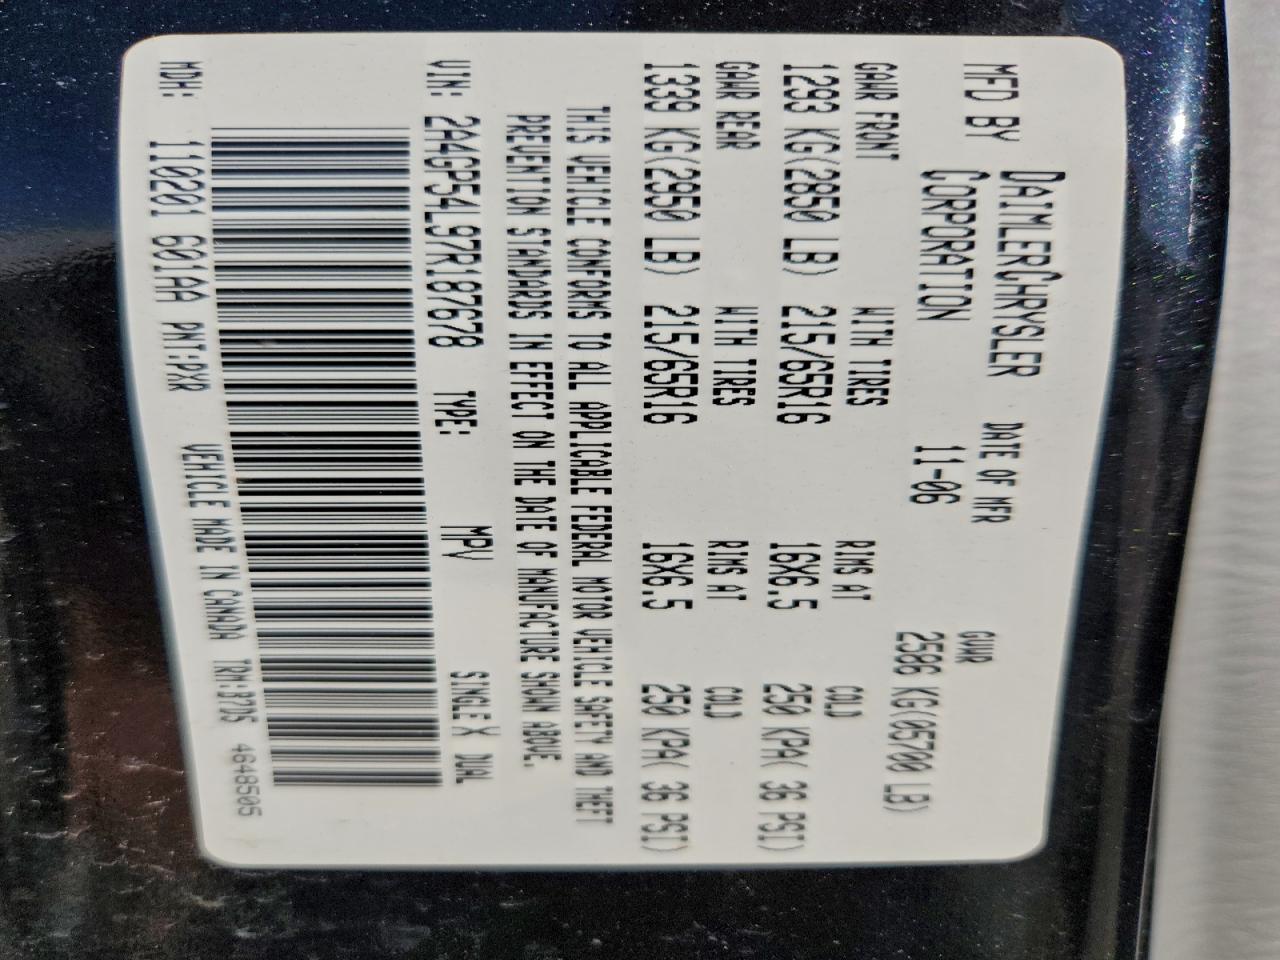 MFD BY DAIMLERCHRYSLER CORPORATION
DATE OF MFR 11-06
GVWR 2586 KG(05700 LB)
GAWR FRONT WITH TIRES RIMS AT COLD
1293 KG(2850 LB) 215/65R16 16X6.5 250 KPA( 36 PSI)
GAWR REAR WITH TIRES RIMS AT COLD
1339 KG(2950 LB) 215/65R16 16X6.5 250 KPA( 36 PSI)
THIS VEHICLE CONFORMS TO ALL APPLICABLE FEDERAL MOTOR VEHICLE SAFETY AND THEFT
PREVENTION STANDARDS IN EFFECT ON THE DATE OF MANUFACTURE SHOWN ABOVE.
VIN: 2A4GP54L97R187678 TYPE: MPV SINGLE X DUAL
MDH: 110201 601AA PNT:PXR VEHICLE MADE IN CANADA TRM:B7D5 4648505